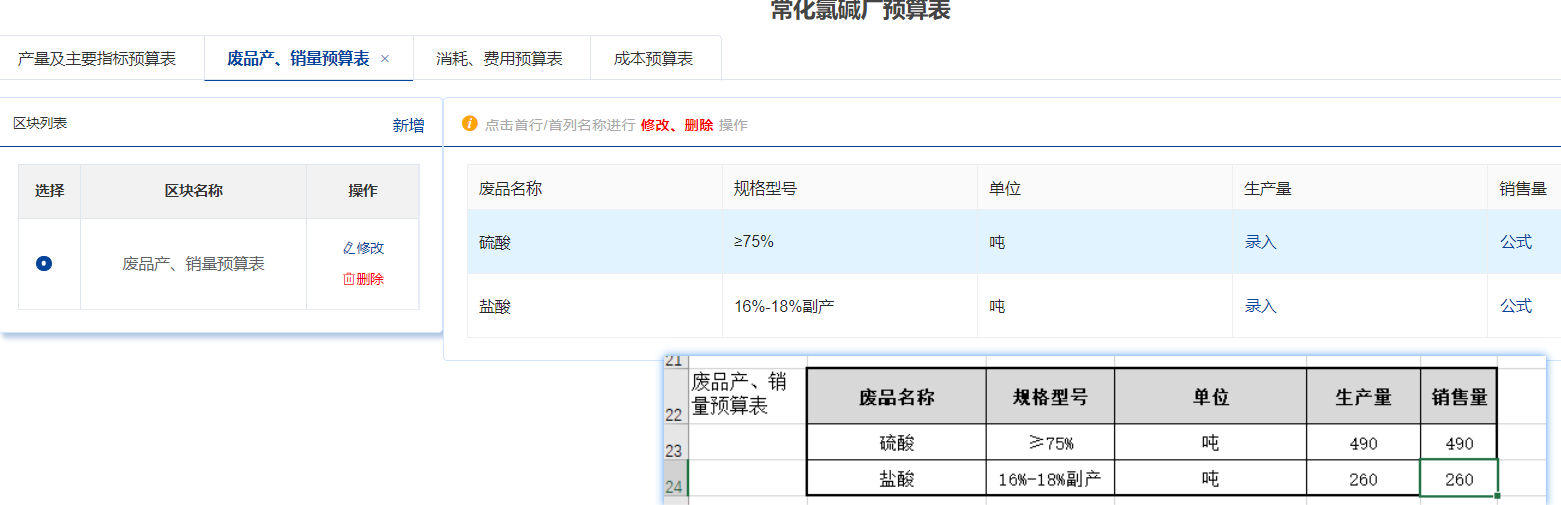 常化氯碱厂预算表
产量及主要指标预算表 废品产、销量预算表 × 消耗、费用预算表 成本预算表
区块列表 新增
点击首行/首列名称进行 修改、删除 操作
选择 区块名称 操作
废品产、销量预算表 修改
删除
废品名称 规格型号 单位 生产量 销售量
硫酸 ≥75% 吨 录入 公式
盐酸 16%-18%副产 吨 录入 公式
21
22 废品产、销
量预算表 废品名称 规格型号 单位 生产量 销售量
23 硫酸 ≥75% 吨 490 490
24 盐酸 16%-18%副产 吨 260 260